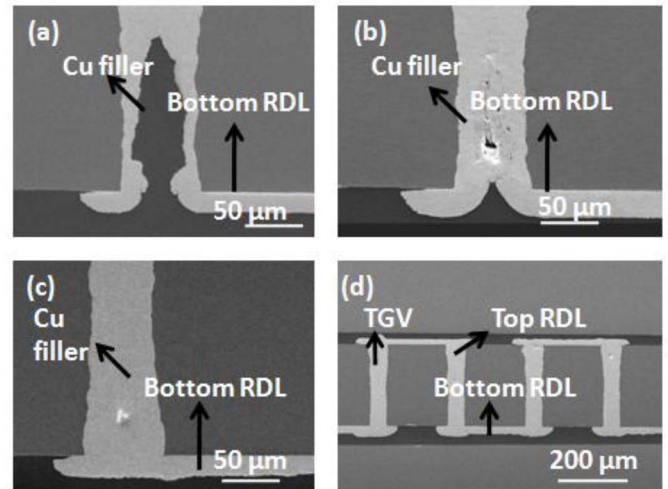 (a)
Cu filler
Bottom RDL
50 µm
(b)
Cu filler
Bottom RDL
50 µm
(c)
Cu
filler
Bottom RDL
50 µm
(d)
TGV
Top RDL
Bottom RDL
200 µm